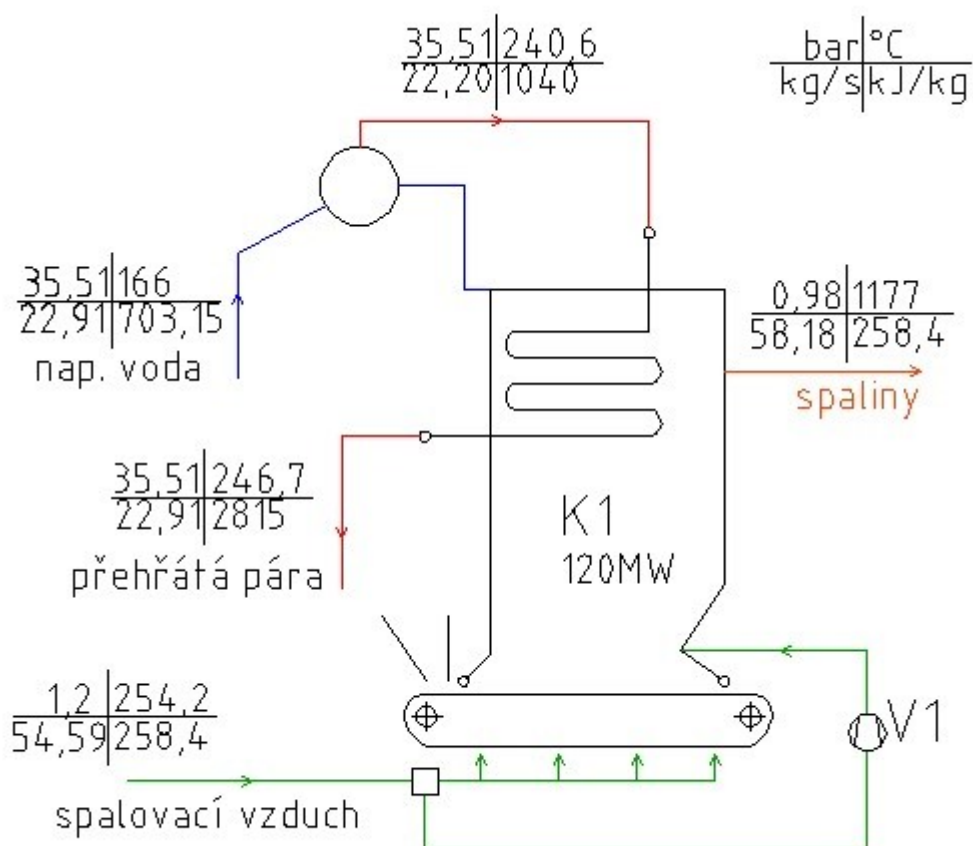 35,51 240,6
22,20 1040
bar °C
kg/s kJ/kg
35,51 166
22,91 703,15
nap. voda
0,98 1177
58,18 258,4
spaliny
35,51 246,7
22,91 2815
přehřátá pára
K1
120MW
1,2 254,2
54,59 258,4
V1
spalovací vzduch